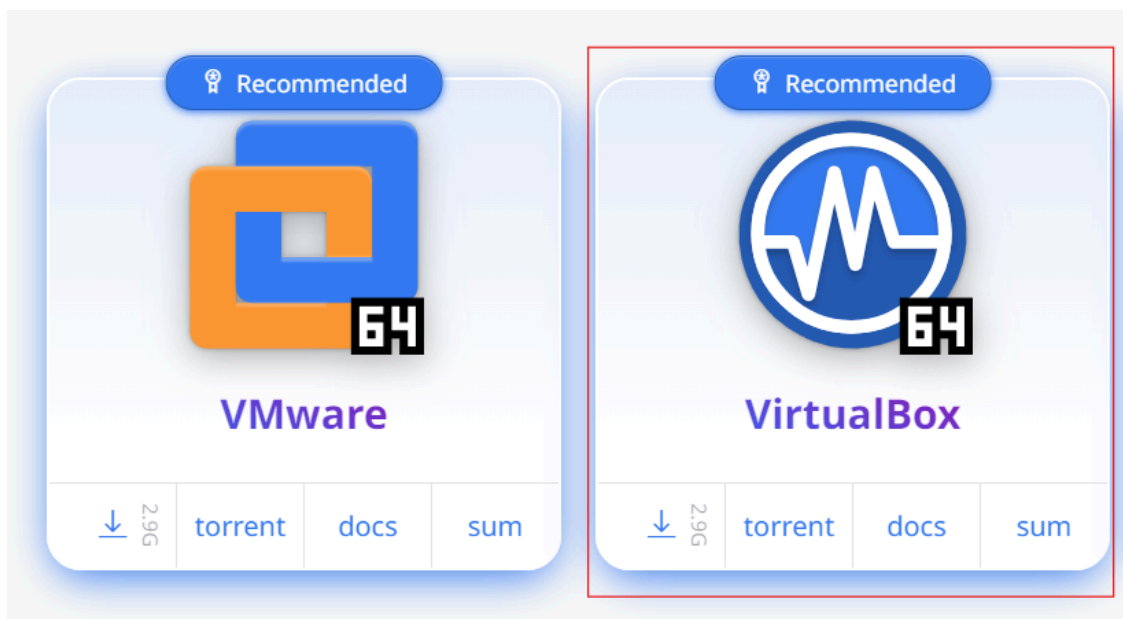 Recommended
64
VMware
2.9G
torrent
docs
sum
Recommended
64
VirtualBox
2.9G
torrent
docs
sum